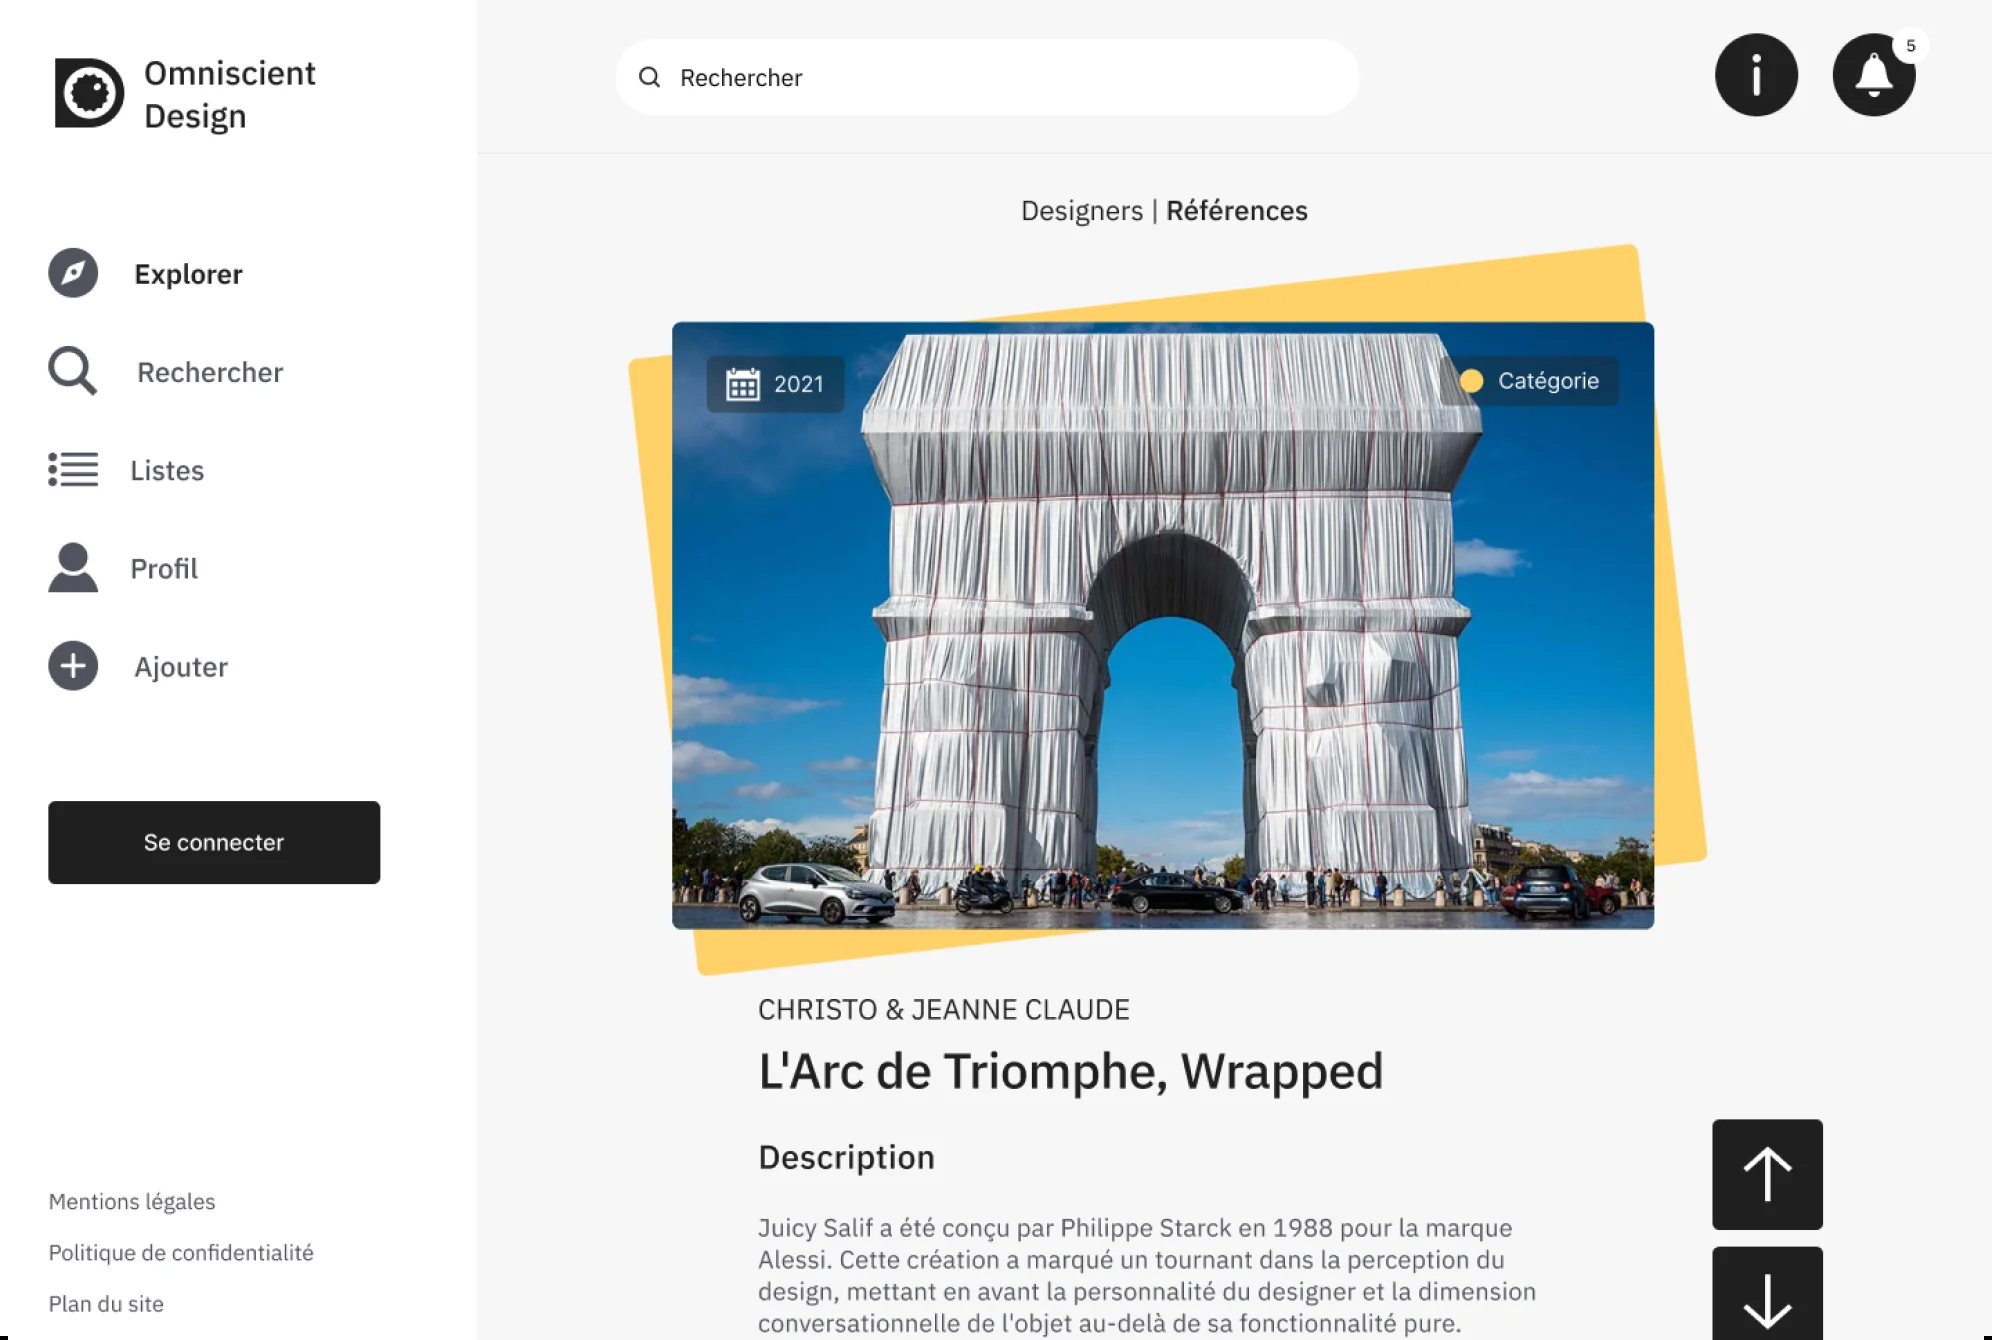 Omniscient
Design
Rechercher
5
Explorer
Rechercher
Listes
Profil
Ajouter
Se connecter
Mentions légales
Politique de confidentialité
Plan du site
Designers | Références
2021
Catégorie
CHRISTO & JEANNE CLAUDE
L'Arc de Triomphe, Wrapped
Description
Juicy Salif a été conçu par Philippe Starck en 1988 pour la marque
Alessi. Cette création a marqué un tournant dans la perception du
design, mettant en avant la personnalité du designer et la dimension
conversationnelle de l'objet au-delà de sa fonctionnalité pure.